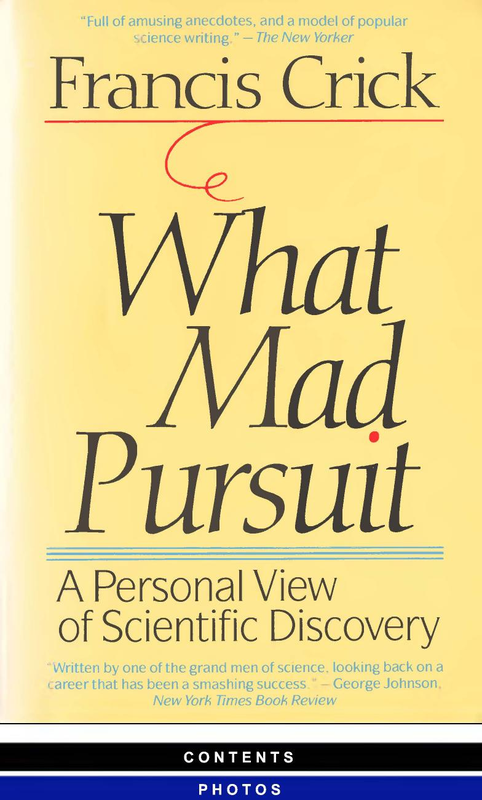 “Full of amusing anecdotes, and a model of popular
science writing.” – The New Yorker
Francis Crick
What
Mad
Pursuit
A Personal View
of Scientific Discovery
“Written by one of the grand men of science, looking back on a
career that has been a smashing success.” – George Johnson,
New York Times Book Review
CONTENTS
PHOTOS